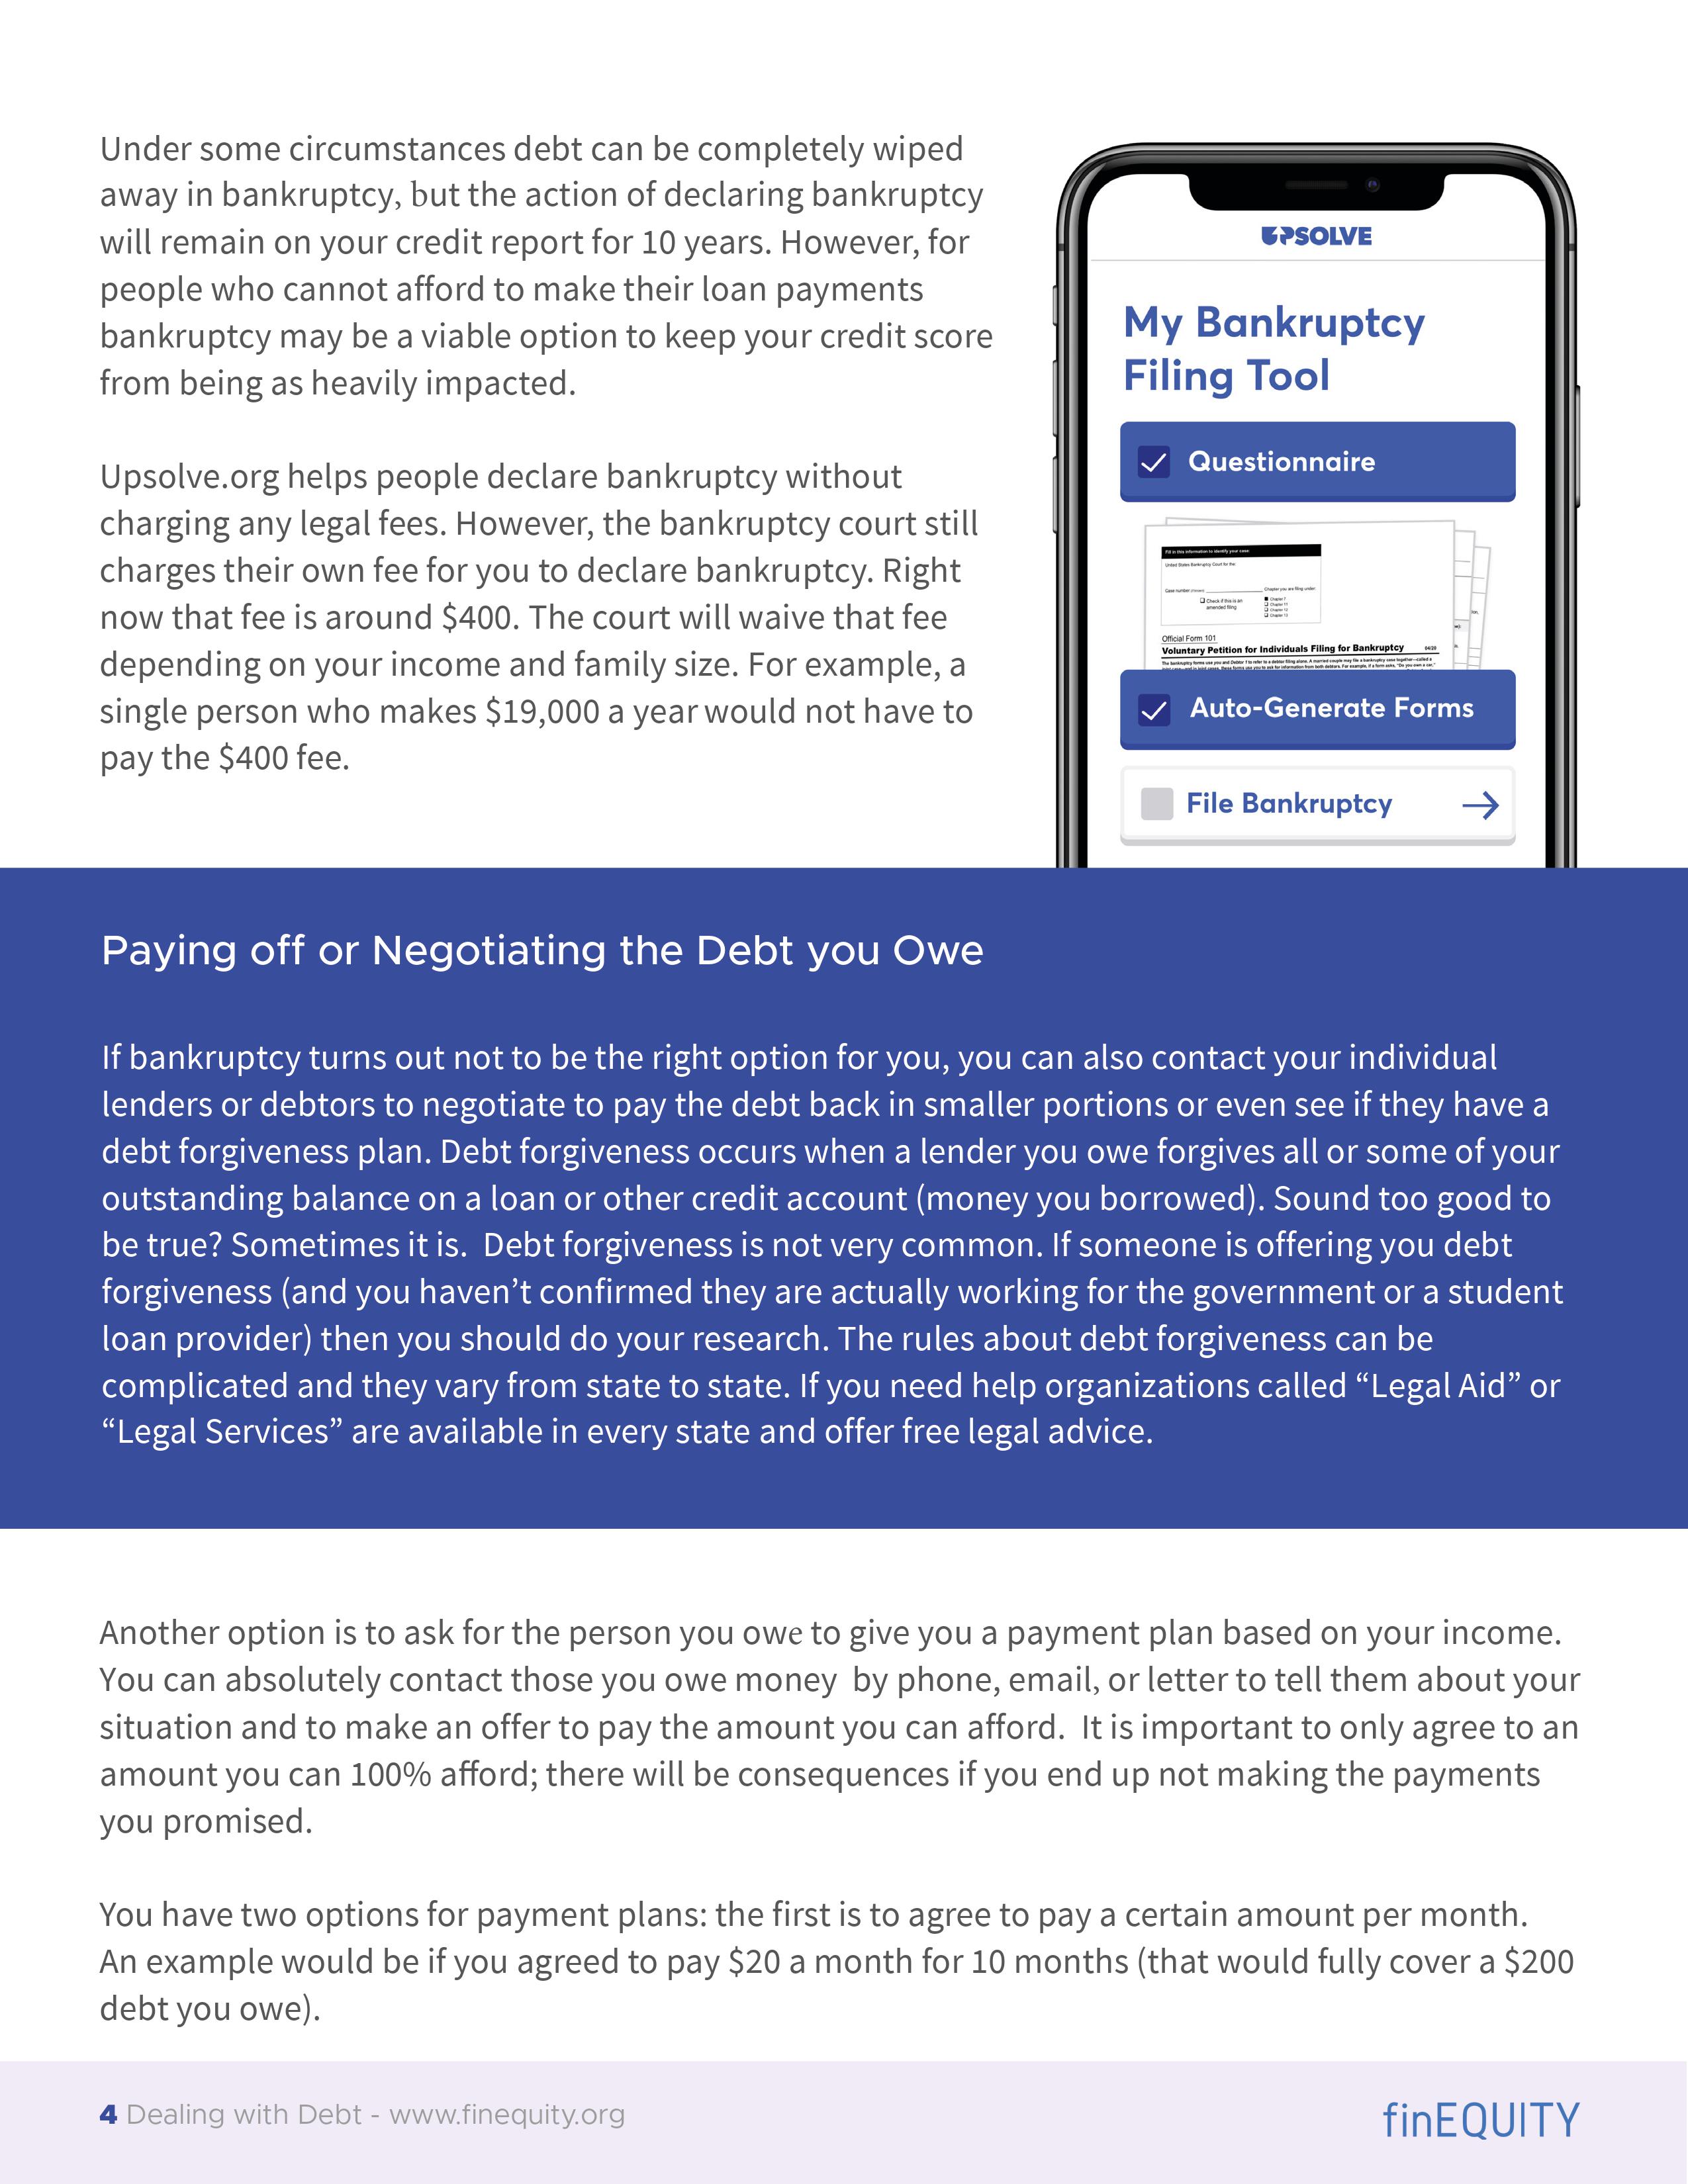 Under some circumstances debt can be completely wiped
away in bankruptcy, but the action of declaring bankruptcy
will remain on your credit report for 10 years. However, for
people who cannot afford to make their loan payments
bankruptcy may be a viable option to keep your credit score
from being as heavily impacted.
Upsolve.org helps people declare bankruptcy without
charging any legal fees. However, the bankruptcy court still
charges their own fee for you to declare bankruptcy. Right
now that fee is around $400. The court will waive that fee
depending on your income and family size. For example, a
single person who makes $19,000 a year would not have to
pay the $400 fee.
UPSOLVE
My Bankruptcy
Filing Tool
Questionnaire
Fill in this information to identify your case:
United States Bankruptcy Court for the:
Case number
Chapter you are filing under:
Check if this is an
amended filing
Chapter 7
Chapter 11
Chapter 12
Chapter 13
Official Form 101
Voluntary Petition for Individuals Filing for Bankruptcy 04/20
The bankruptcy forms use you and Debtor 1 to refer to a debtor filing alone. A married couple may file a bankruptcy case together—called a
Auto-Generate Forms
File Bankruptcy
Paying off or Negotiating the Debt you Owe
If bankruptcy turns out not to be the right option for you, you can also contact your individual
lenders or debtors to negotiate to pay the debt back in smaller portions or even see if they have a
debt forgiveness plan. Debt forgiveness occurs when a lender you owe forgives all or some of your
outstanding balance on a loan or other credit account (money you borrowed). Sound too good to
be true? Sometimes it is.  Debt forgiveness is not very common. If someone is offering you debt
forgiveness (and you haven’t confirmed they are actually working for the government or a student
loan provider) then you should do your research. The rules about debt forgiveness can be
complicated and they vary from state to state. If you need help organizations called “Legal Aid” or
“Legal Services” are available in every state and offer free legal advice.
Another option is to ask for the person you owe to give you a payment plan based on your income.
You can absolutely contact those you owe money  by phone, email, or letter to tell them about your
situation and to make an offer to pay the amount you can afford.  It is important to only agree to an
amount you can 100% afford; there will be consequences if you end up not making the payments
you promised.
You have two options for payment plans: the first is to agree to pay a certain amount per month.
An example would be if you agreed to pay $20 a month for 10 months (that would fully cover a $200
debt you owe).
4 Dealing with Debt - www.finequity.org
finEQUITY